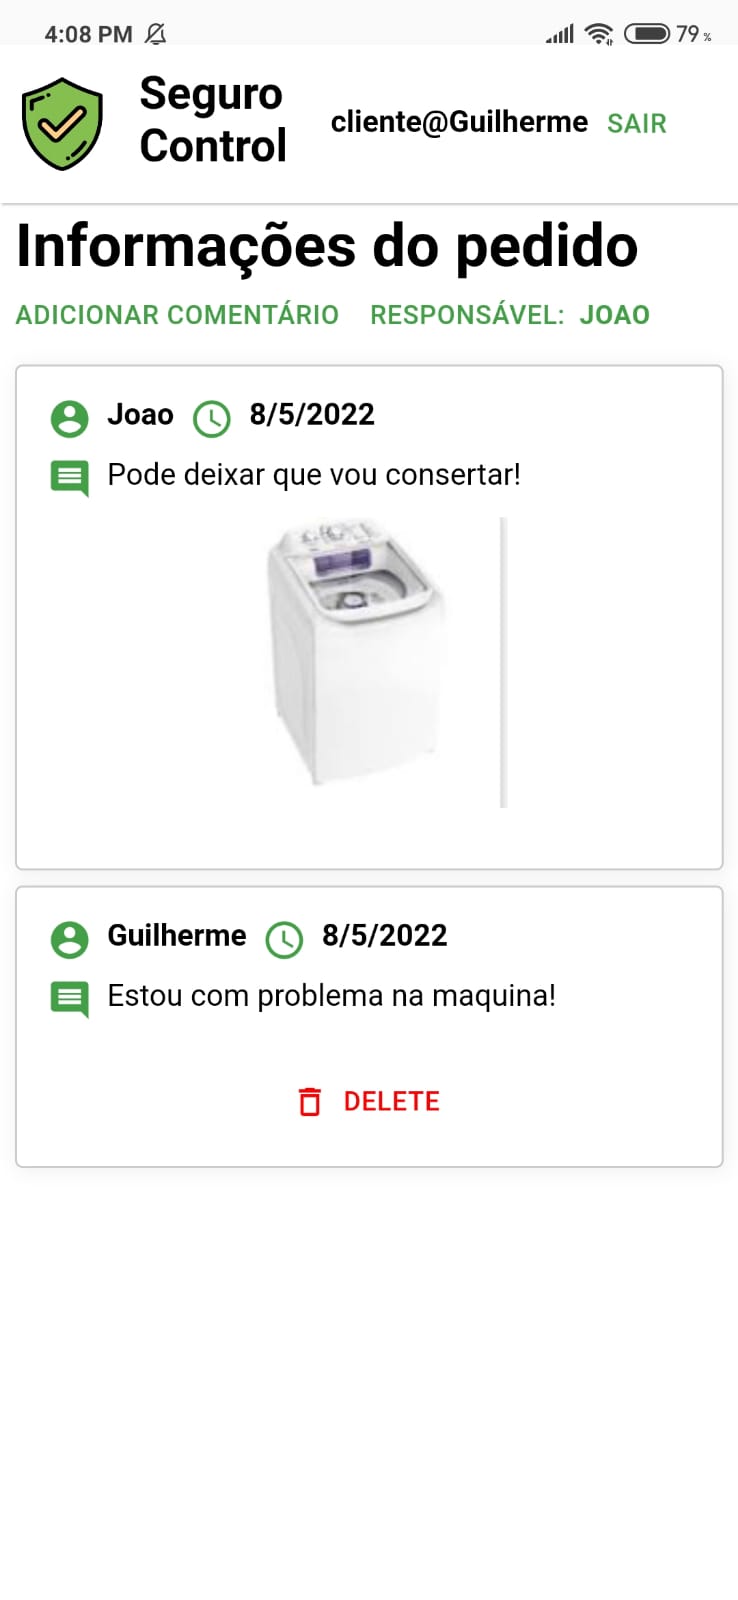 4:08 PM
79 %
Seguro
Control
cliente@Guilherme SAIR
Informações do pedido
ADICIONAR COMENTÁRIO RESPONSÁVEL: JOAO
Joao 8/5/2022
Pode deixar que vou consertar!
Guilherme 8/5/2022
Estou com problema na maquina!
DELETE